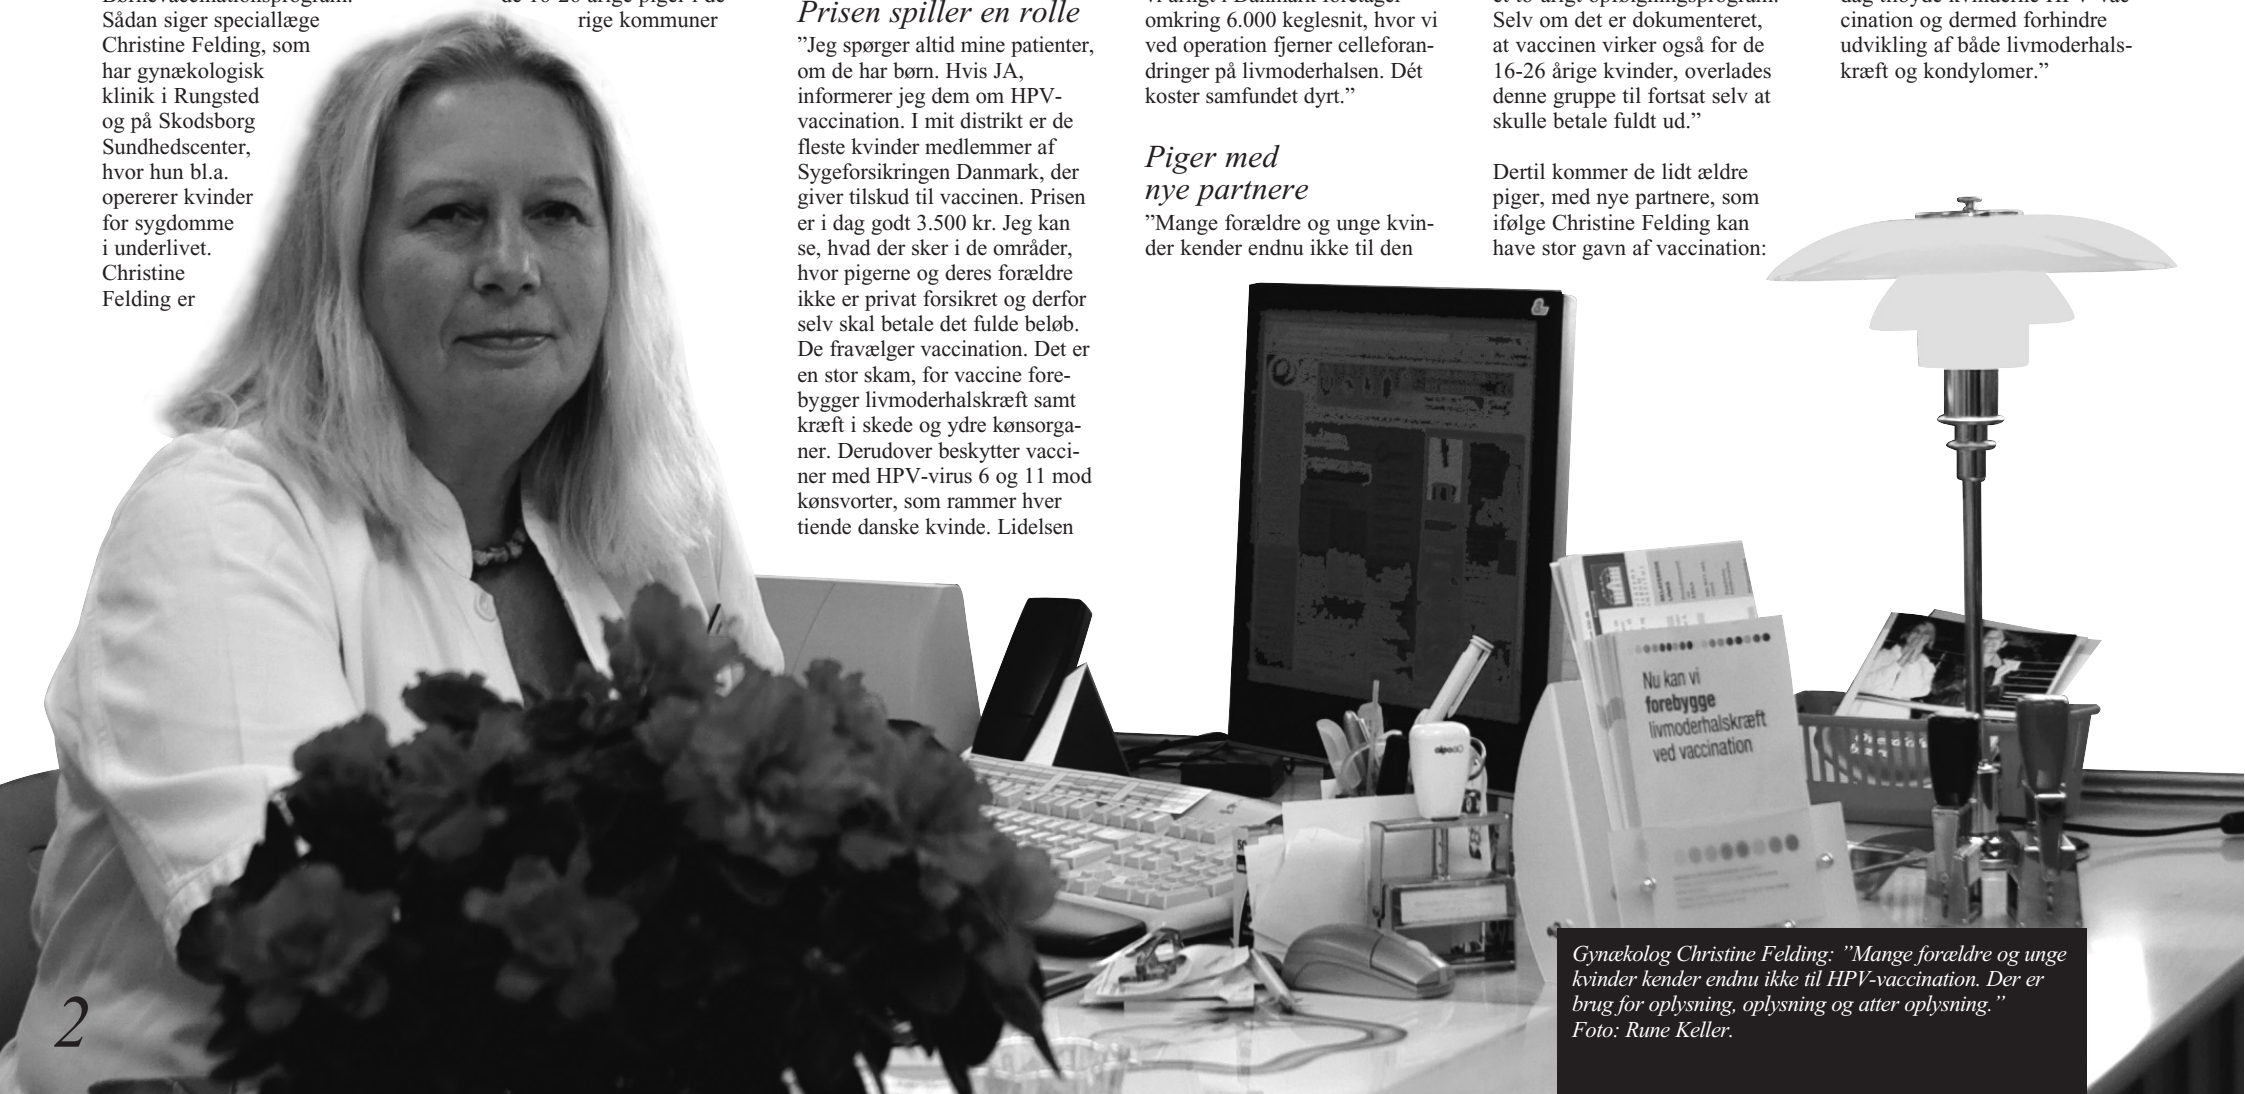 Sådan siger speciallæge
Christine Felding, som
har gynækologisk
klinik i Rungsted
og på Skodsborg
Sundhedscenter,
hvor hun bl.a.
opererer kvinder
for sygdomme
i underlivet.
Christine
Felding er
rige kommuner
Prisen spiller en rolle
”Jeg spørger altid mine patienter,
om de har børn. Hvis JA,
informerer jeg dem om HPV-
vaccination. I mit distrikt er de
fleste kvinder medlemmer af
Sygeforsikringen Danmark, der
giver tilskud til vaccinen. Prisen
er i dag godt 3.500 kr. Jeg kan
se, hvad der sker i de områder,
hvor pigerne og deres forældre
ikke er privat forsikret og derfor
selv skal betale det fulde beløb.
De fravælger vaccination. Det er
en stor skam, for vaccine fore-
bygger livmoderhalskræft samt
kræft i skede og ydre kønsorga-
ner. Derudover beskytter vacci-
ner med HPV-virus 6 og 11 mod
kønsvorter, som rammer hver
tiende danske kvinde. Lidelsen
omkring 6.000 keglesnit, hvor vi
ved operation fjerner celleforan-
dringer på livmoderhalsen. Dét
koster samfundet dyrt.”
Piger med
nye partnere
”Mange forældre og unge kvin-
der kender endnu ikke til den
et to-årigt opfølgningsprogram.
Selv om det er dokumenteret,
at vaccinen virker også for de
16-26 årige kvinder, overlades
denne gruppe til fortsat selv at
skulle betale fuldt ud.”
Dertil kommer de lidt ældre
piger, med nye partnere, som
ifølge Christine Felding kan
have stor gavn af vaccination:
dag tilbyde kvinderne HPV-vac-
cination og dermed forhindre
udvikling af både livmoderhals-
kræft og kondylomer.”
Nu kan vi
forebygge
livmoderhalskræft
ved vaccination
Gynækolog Christine Felding: ”Mange forældre og unge
kvinder kender endnu ikke til HPV-vaccination. Der er
brug for oplysning, oplysning og atter oplysning.”
Foto: Rune Keller.
2